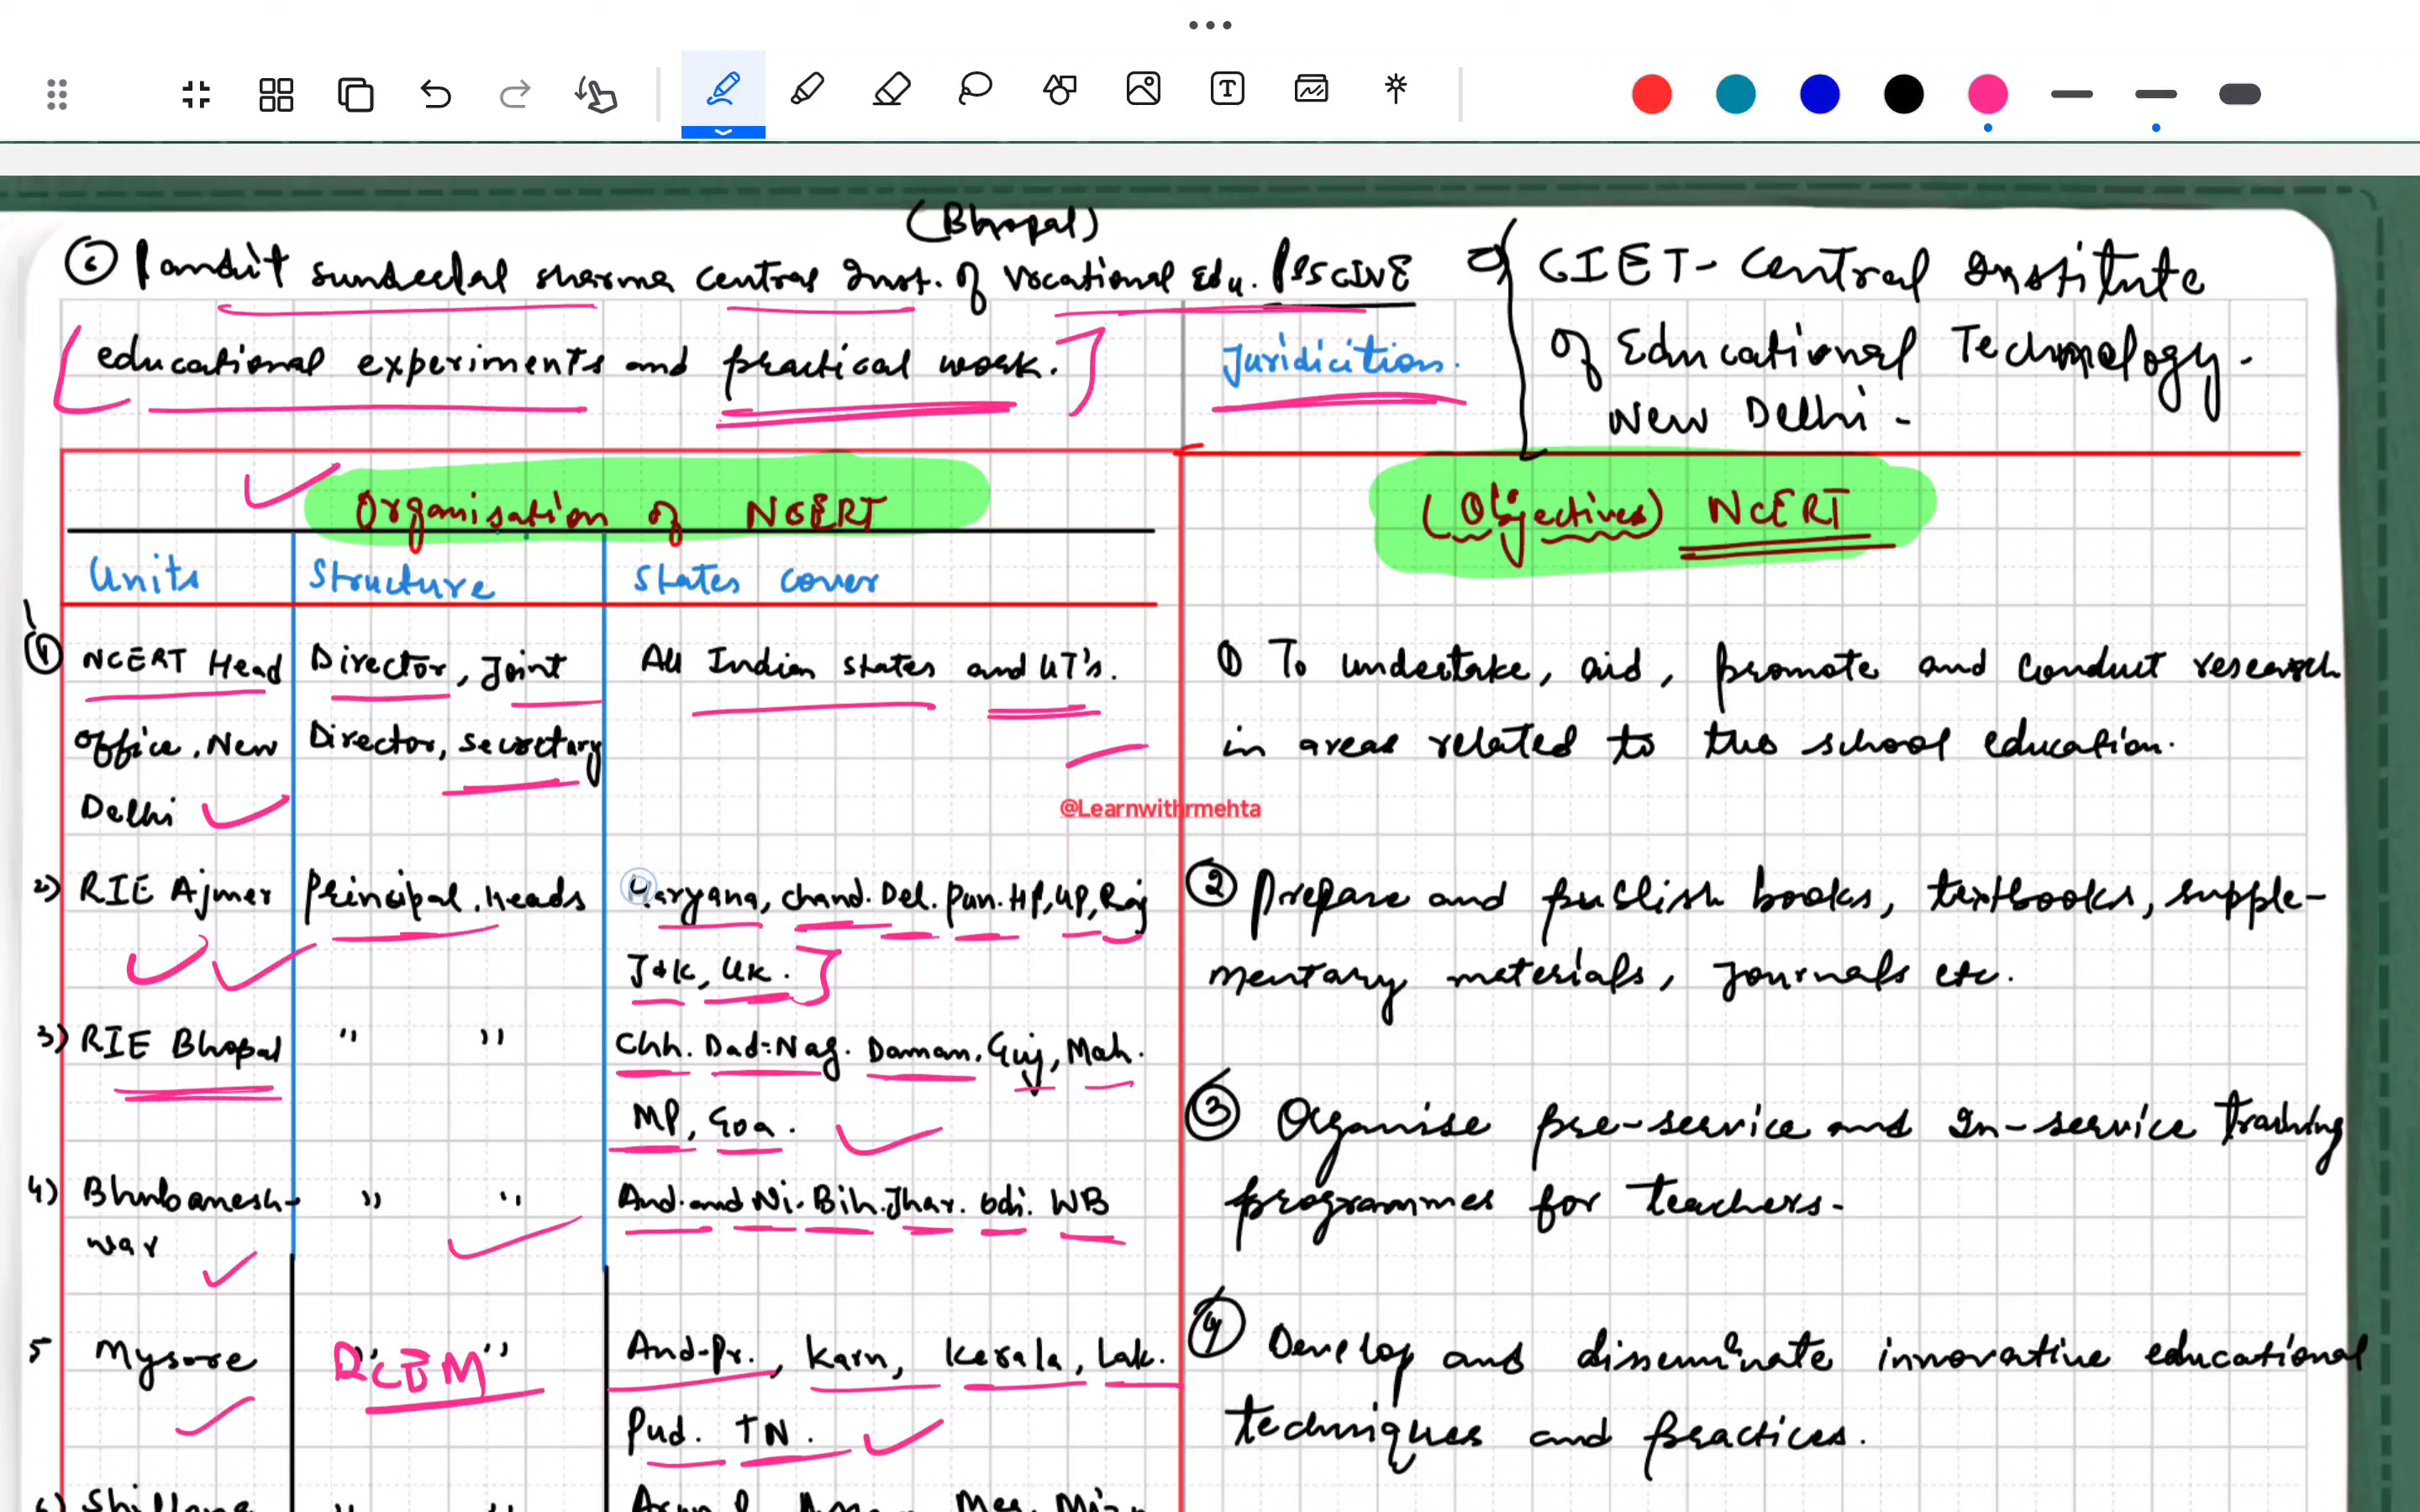 (Bhopal)
⑥ Pandit sunderlal sharma central Inst. of Vocational Edu. PSSCIVE
educational experiments and practical work.
Juridicition.
CIET- Central Institute
of Educational Technology.
New Delhi -
Organisation of NCERT
Units Structure States cover
① NCERT Head Director, Joint All Indian states and UT's.
office. New Director, secretary
Delhi
@Learnwithrmehta
2) RIE Ajmer Principal. heads Haryana, Chand. Del. Pun. HP, UP, Raj
J&K, UK.
3) RIE Bhopal " " Chh. Dad-Nag. Daman. Guj, Mah.
MP, Goa.
4) Bhubanesh- " " And. and Ni. Bih. Jhar. Odi. WB
war
5 Mysore " " And-Pr., Karn, Kerala, Lak.
DCBM
Pud. TN.
6) Shillong " "
(Objectives) NCERT
① To undertake, aid, promote and conduct research
in areas related to the school education.
② Prepare and publish books, textbooks, supple-
mentary materials, Journals etc.
③ Organise pre-service and In-service training
programmes for teachers.
④ Develop and disseminate innovative educational
techniques and practices.